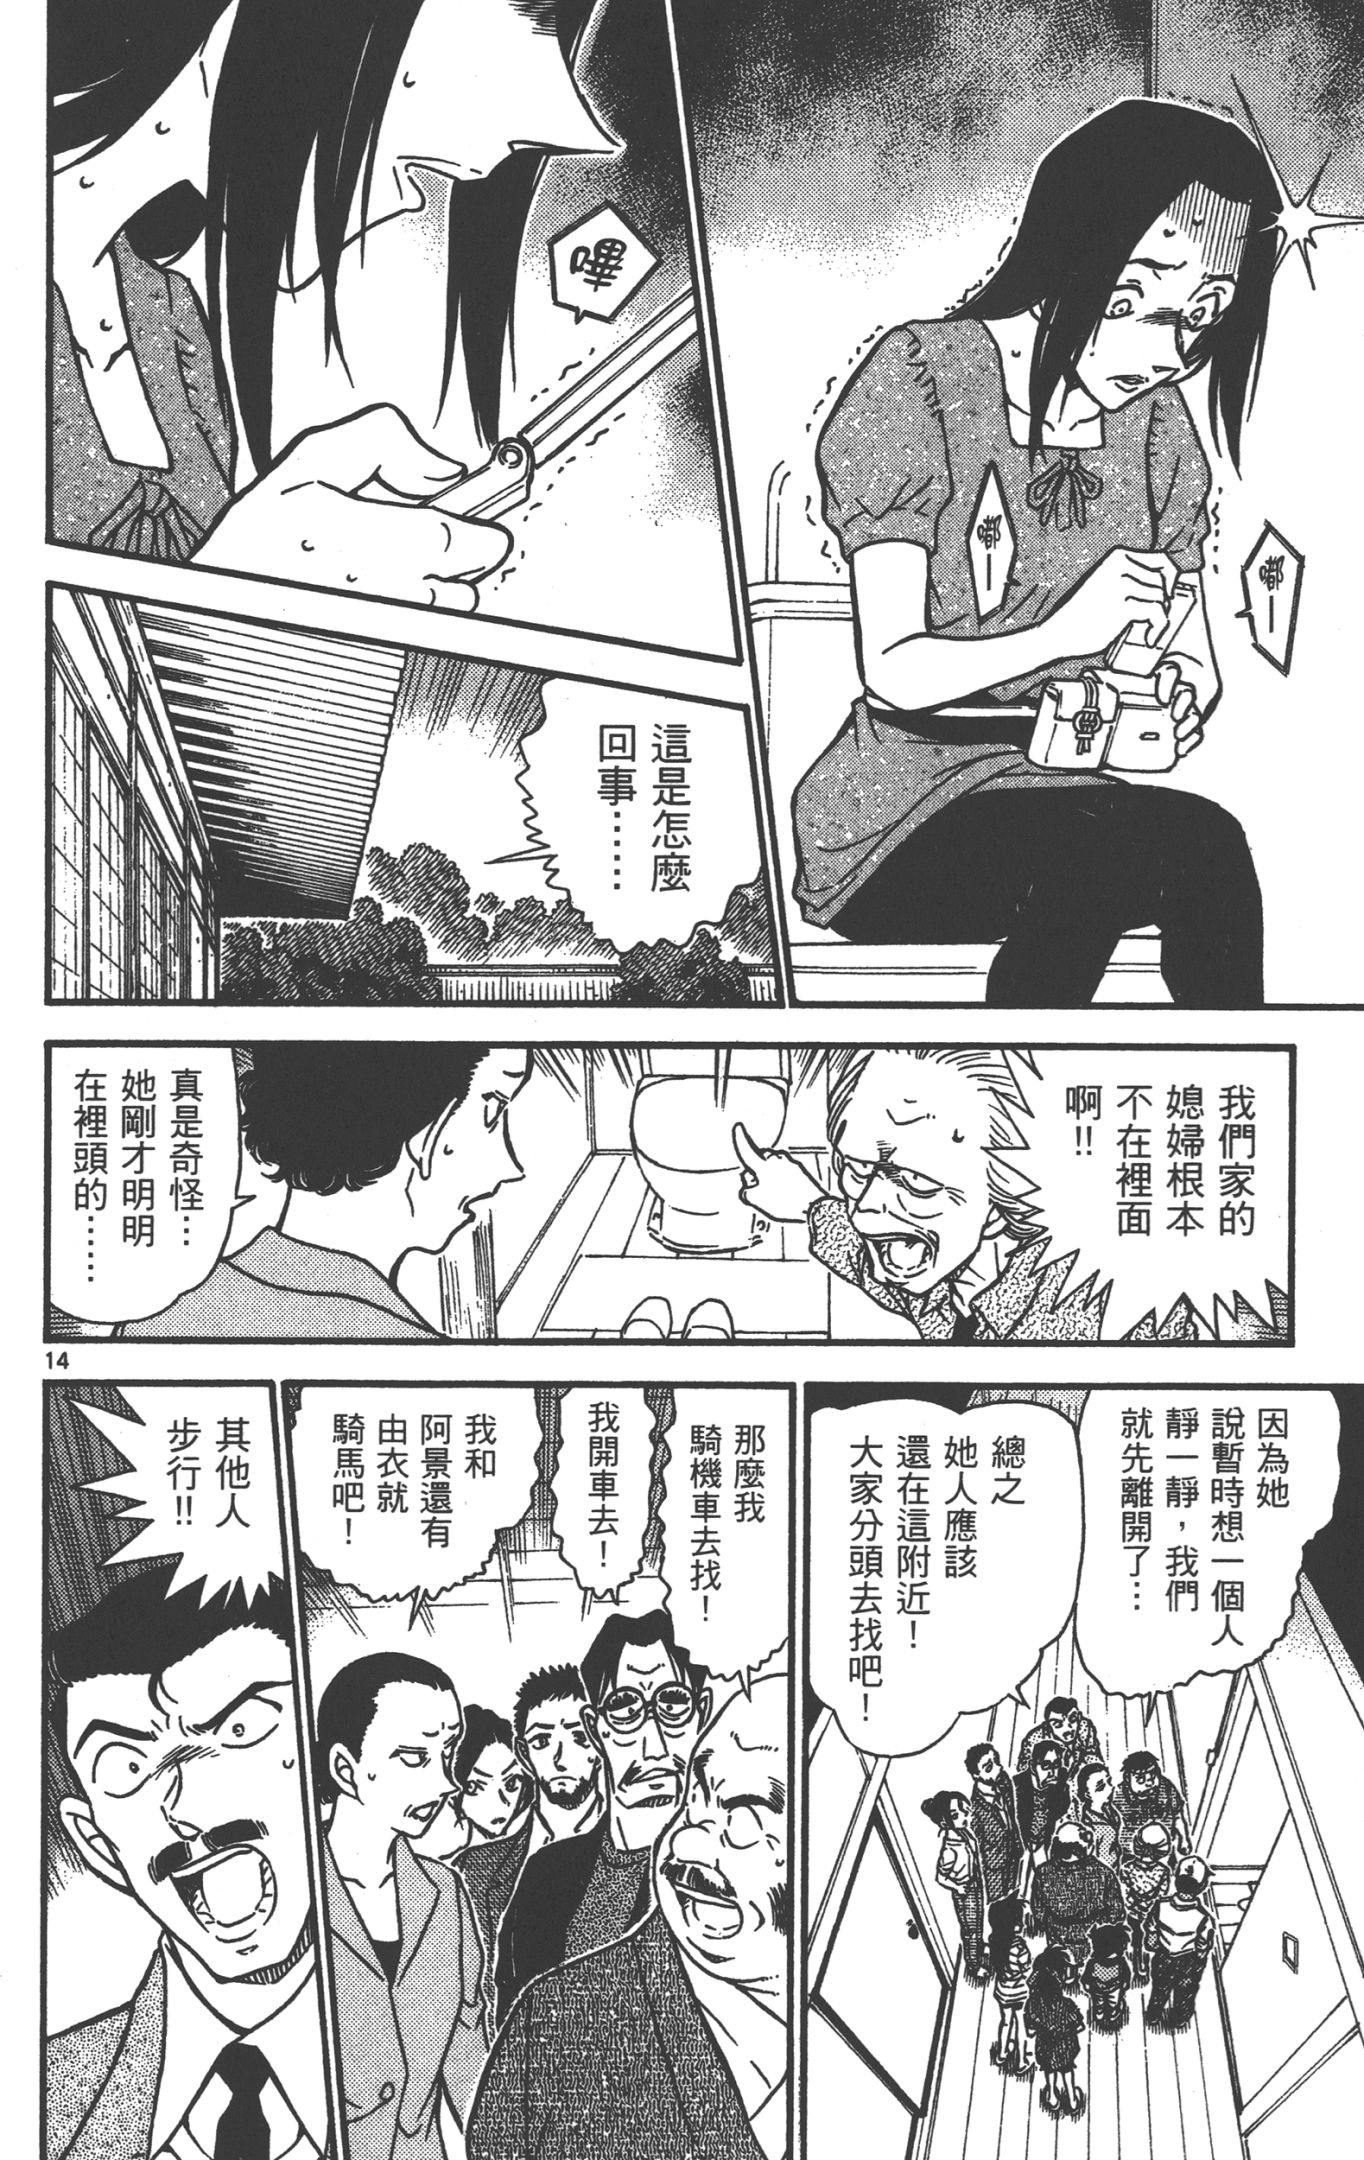 嘟—
嘟—
嗶
這是怎麼
回事……
我們家的
媳婦根本
不在裡面
啊!!
真是奇怪…
她剛才明明
在裡頭的……
14
因為她
說暫時想一個人
靜一靜，我們
就先離開了…
總之
她人應該
還在這附近！
大家分頭去找吧！
那麼我
騎機車去找！
我開車去！
我和
阿景還有
由衣就
騎馬吧！
其他人
步行!!